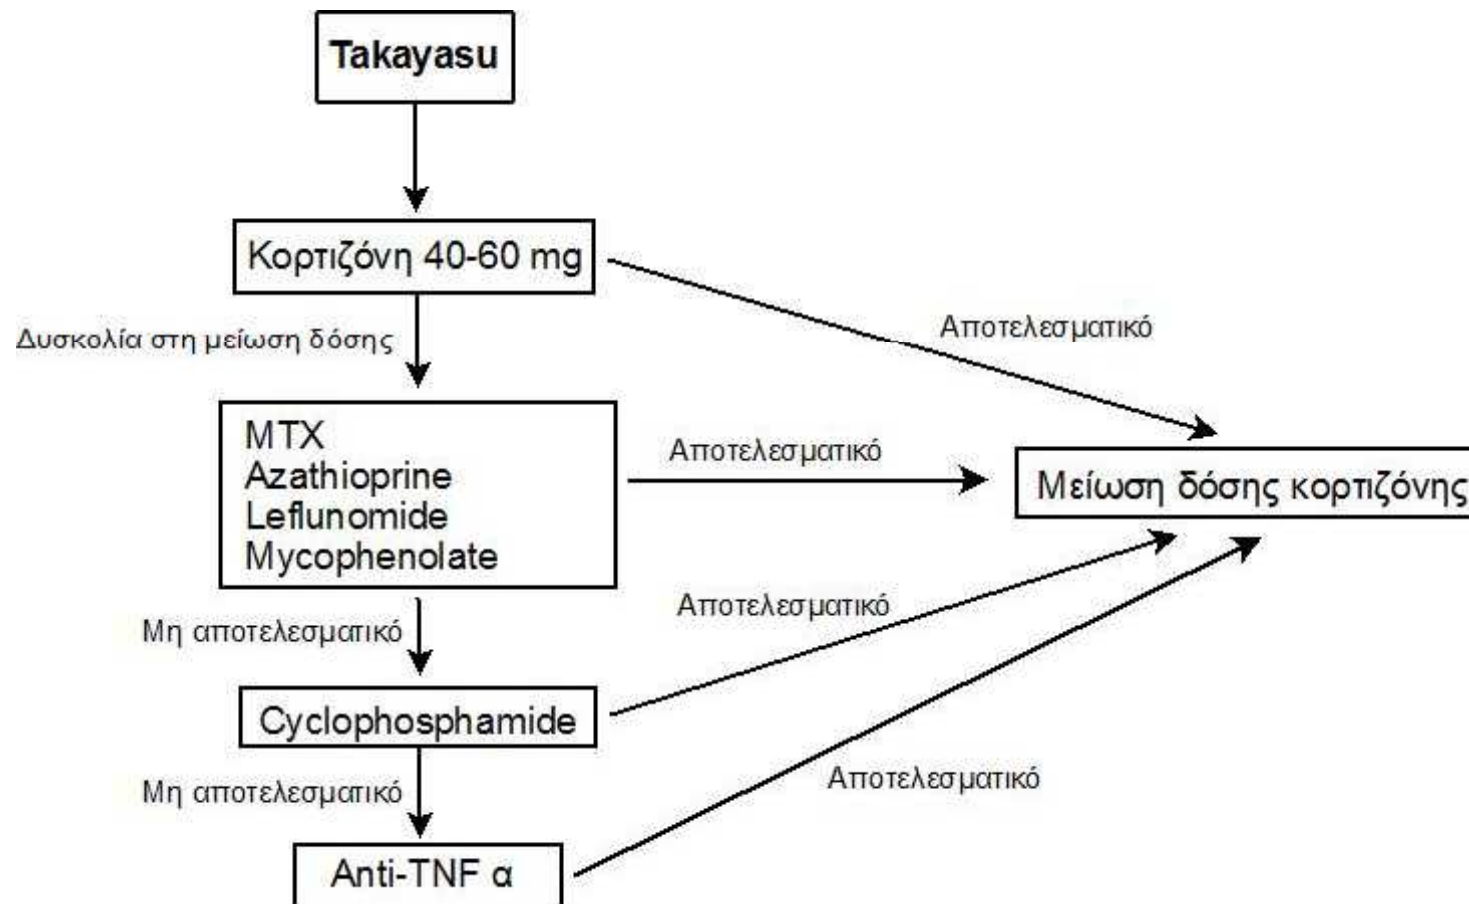 Takayasu
Κορτιζόνη 40-60 mg
Δυσκολία στη μείωση δόσης
Αποτελεσματικό
MTX
Azathioprine
Leflunomide
Mycophenolate
Αποτελεσματικό
Μείωση δόσης κορτιζόνης
Μη αποτελεσματικό
Αποτελεσματικό
Cyclophosphamide
Μη αποτελεσματικό
Αποτελεσματικό
Anti-TNF α